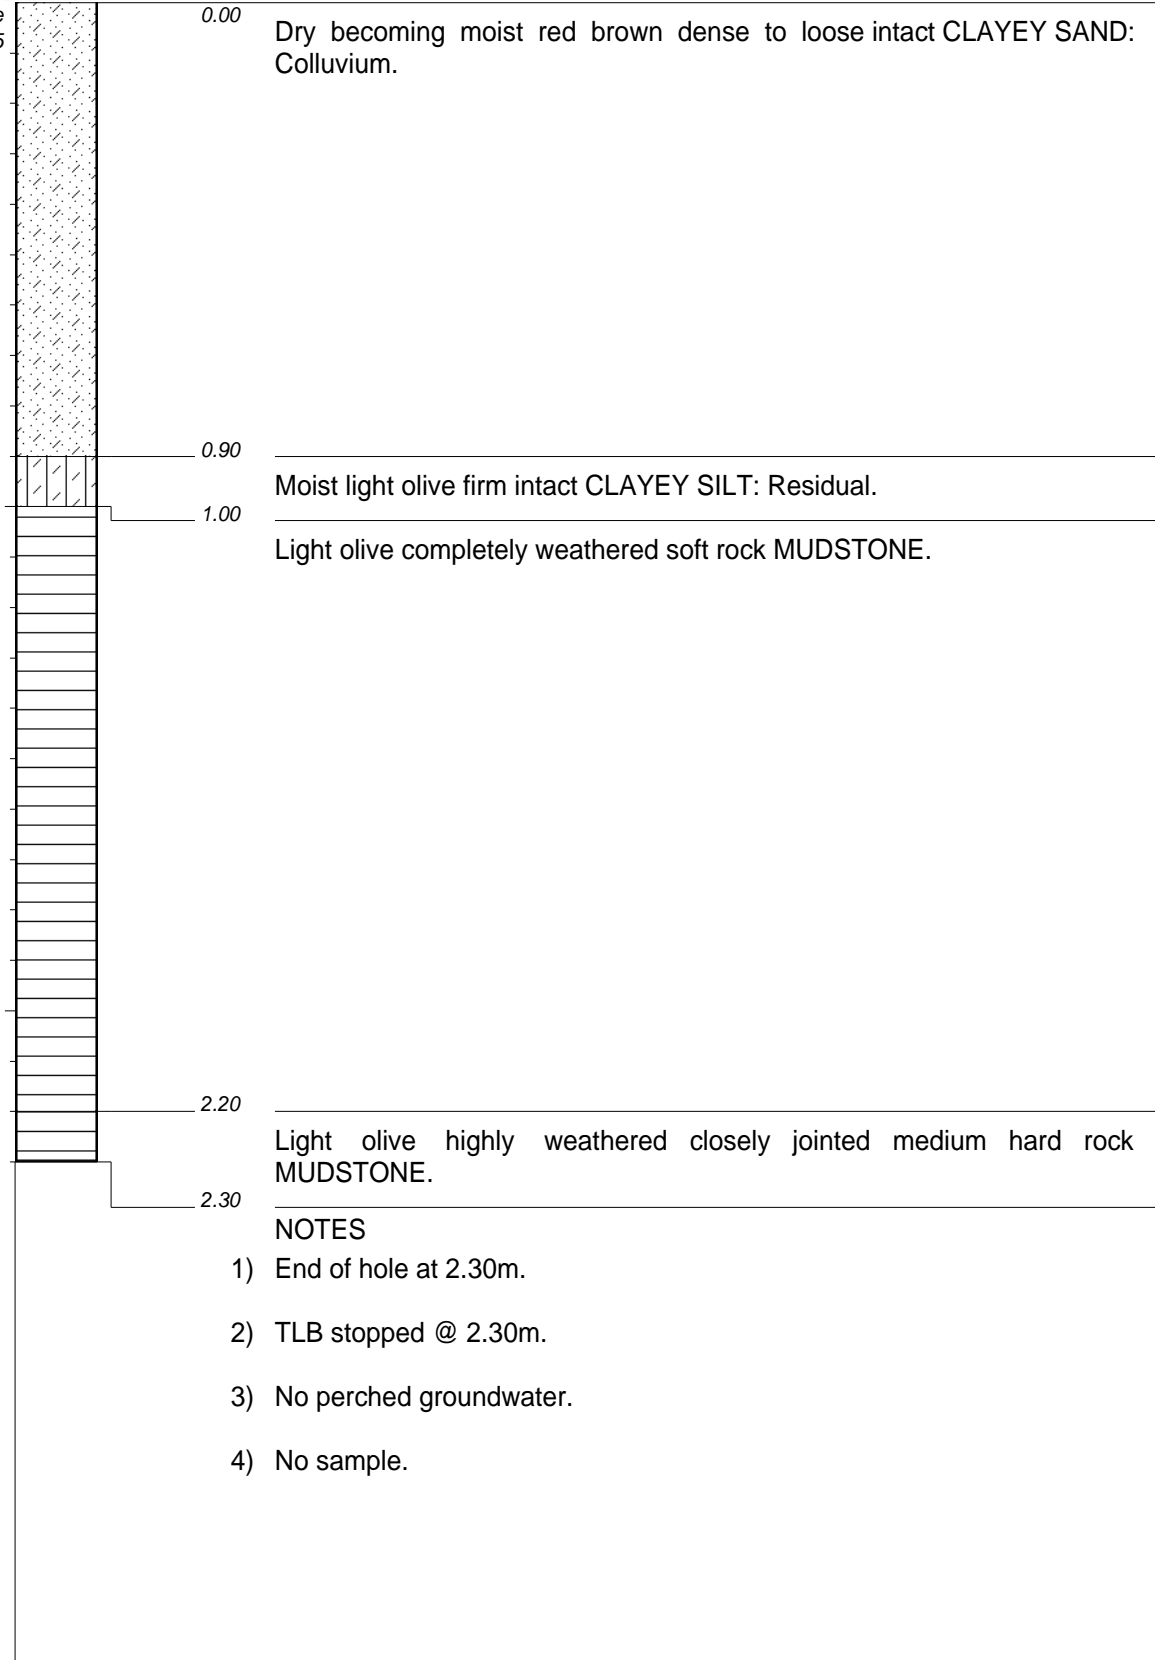 0.00
Dry becoming moist red brown dense to loose intact CLAYEY SAND:
Colluvium.
0.90
Moist light olive firm intact CLAYEY SILT: Residual.
1.00
Light olive completely weathered soft rock MUDSTONE.
2.20
Light olive highly weathered closely jointed medium hard rock
MUDSTONE.
2.30
NOTES
1) End of hole at 2.30m.
2) TLB stopped @ 2.30m.
3) No perched groundwater.
4) No sample.